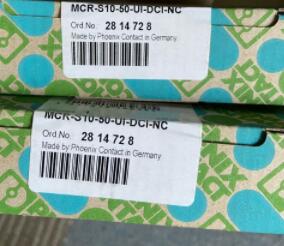 MCR-S10-50-UI-DCI-NC
Ord.No. 28 14 72 8
Made by Phoenix Contact in Germany
MCR-S10-50-UI-DCI-NC
Ord.No. 28 14 72 8
Made by Phoenix Contact in Germany